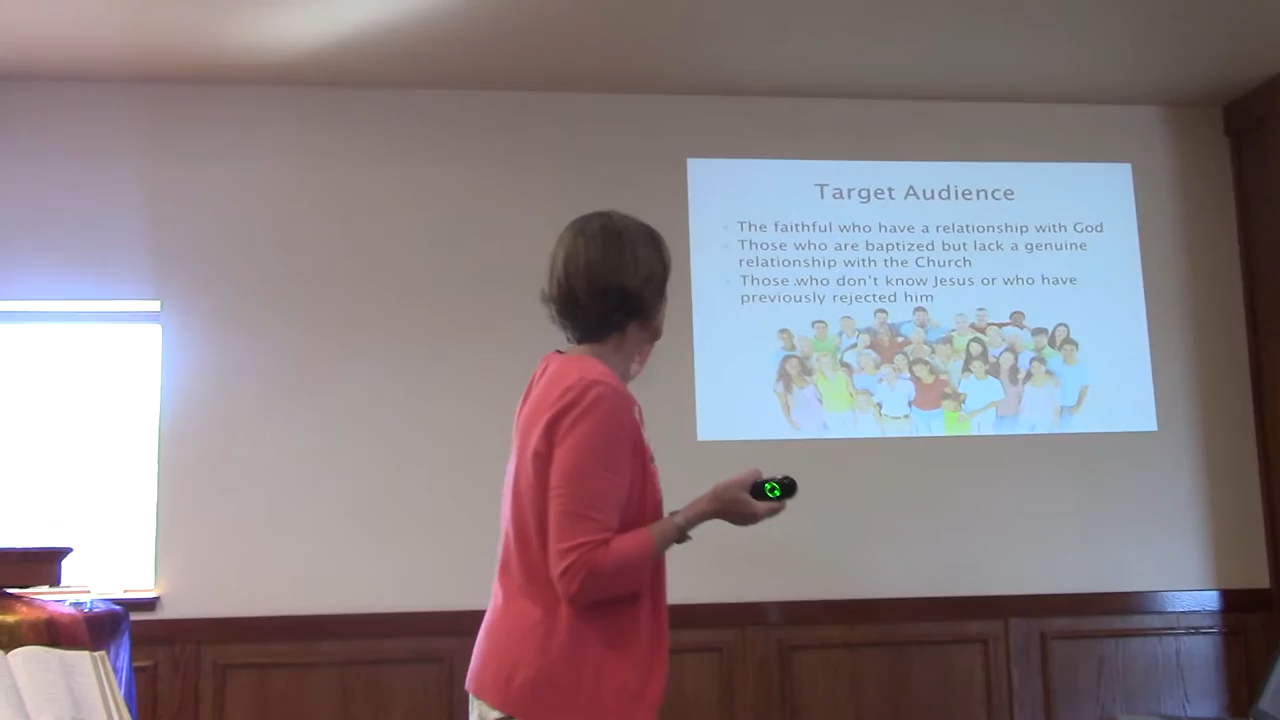 Target Audience
The faithful who have a relationship with God
Those who are baptized but lack a genuine
relationship with the Church
Those who don't know Jesus or who have
previously rejected him